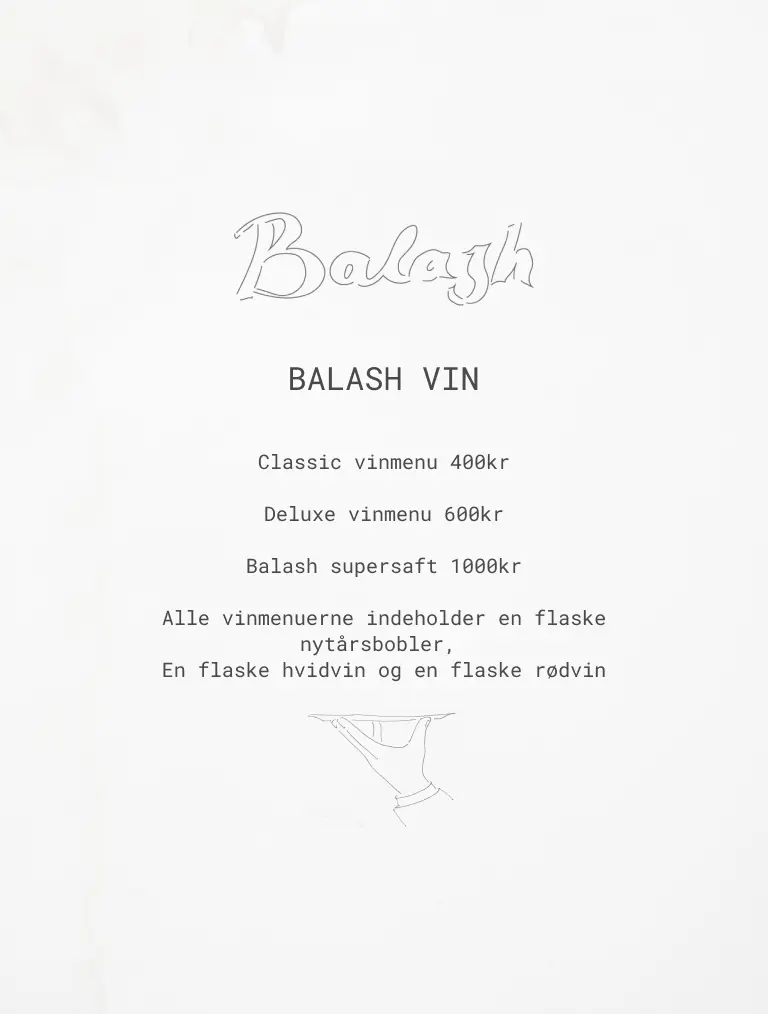 Balash
BALASH VIN
Classic vinmenu 400kr
Deluxe vinmenu 600kr
Balash supersaft 1000kr
Alle vinmenuerne indeholder en flaske
nytårsbobler,
En flaske hvidvin og en flaske rødvin